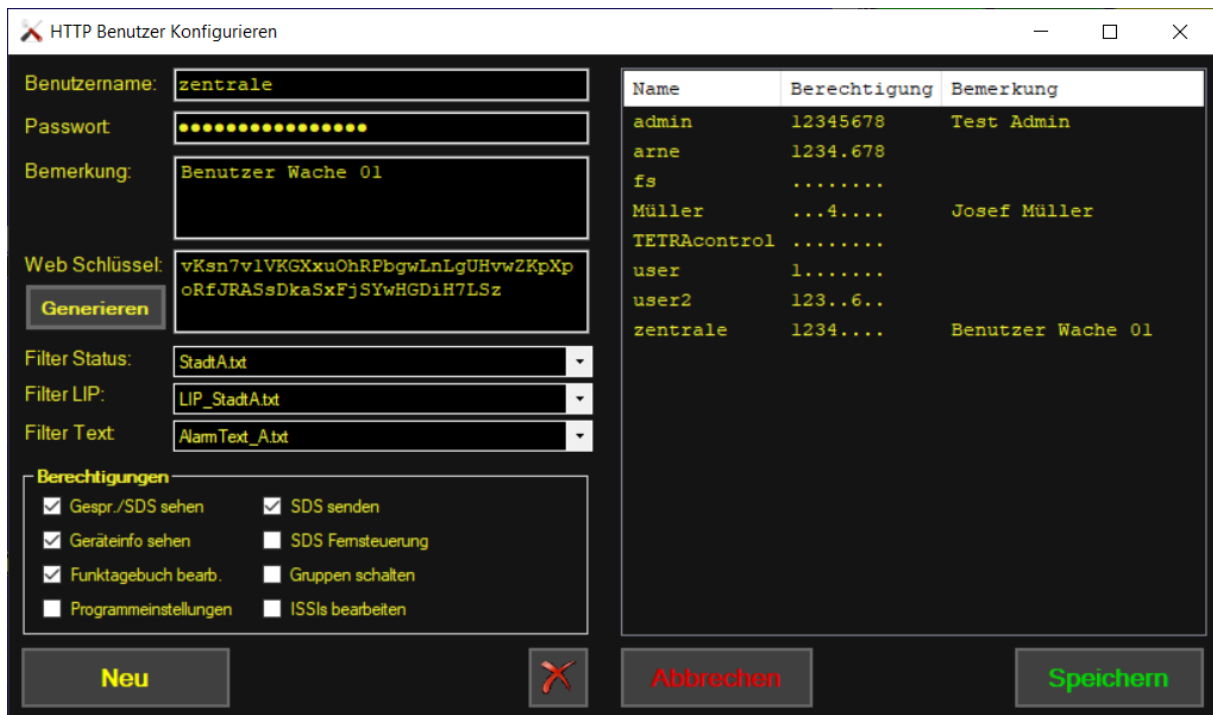 HTTP Benutzer Konfigurieren
Benutzername:
zentrale
Passwort:
●●●●●●●●●●●●●●●●
Bemerkung:
Benutzer Wache 01
Web Schlüssel:
vKsn7v1VKGXxuOhRPbgwLnLgUHvwZKpXp
oRfJRASsDkaSxFjSYwHGDiH7LSz
Generieren
Filter Status:
StadtA.txt
Filter LIP:
LIP_StadtA.txt
Filter Text:
AlarmText_A.txt
Berechtigungen
Gespr./SDS sehen
SDS senden
Geräteinfo sehen
SDS Fernsteuerung
Funktagebuch bearb.
Gruppen schalten
Programmeinstellungen
ISSIs bearbeiten
Neu
Name Berechtigung Bemerkung
admin 12345678 Test Admin
arne 1234.678
fs ........
Müller ...4.... Josef Müller
TETRAcontrol ........
user 1.......
user2 123..6..
zentrale 1234.... Benutzer Wache 01
Abbrechen
Speichern